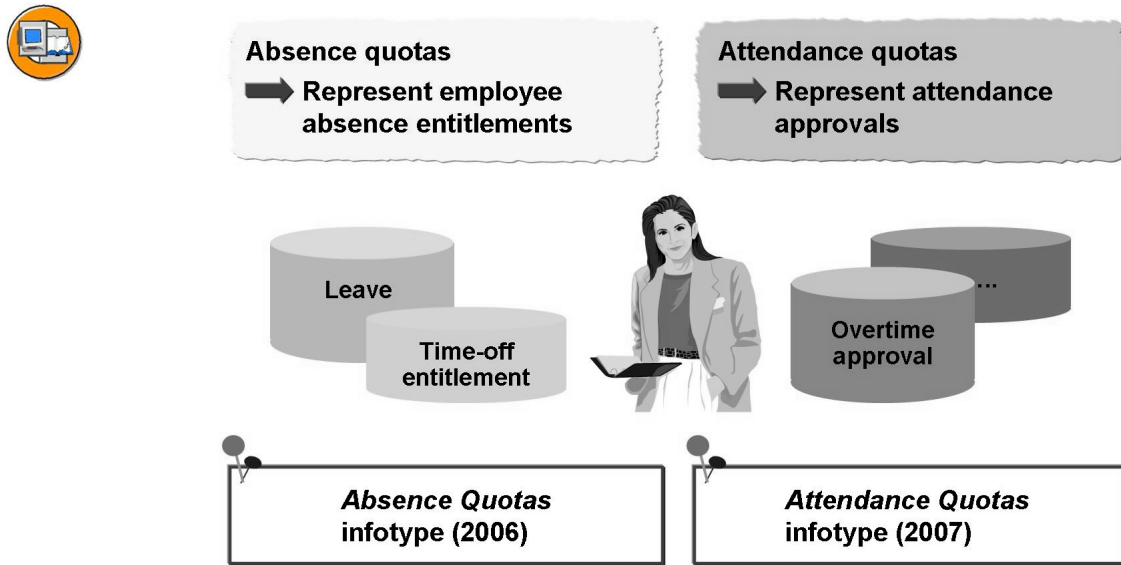 Absence quotas
Represent employee
absence entitlements
Attendance quotas
Represent attendance
approvals
Leave
Time-off
entitlement
...
Overtime
approval
Absence Quotas
infotype (2006)
Attendance Quotas
infotype (2007)